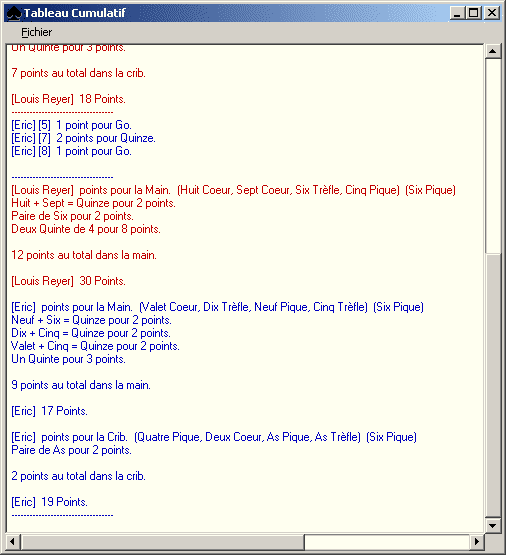 Tableau Cumulatif
Fichier
Un Quinte pour 3 points.
7 points au total dans la crib.
[Louis Reyer] 18 Points.
----------------------------------
[Eric] [5] 1 point pour Go.
[Eric] [7] 2 points pour Quinze.
[Eric] [8] 1 point pour Go.
----------------------------------
[Louis Reyer] points pour la Main. (Huit Coeur, Sept Coeur, Six Trèfle, Cinq Pique) (Six Pique)
Huit + Sept = Quinze pour 2 points.
Paire de Six pour 2 points.
Deux Quinte de 4 pour 8 points.
12 points au total dans la main.
[Louis Reyer] 30 Points.
[Eric] points pour la Main. (Valet Coeur, Dix Trèfle, Neuf Pique, Cinq Trèfle) (Six Pique)
Neuf + Six = Quinze pour 2 points.
Dix + Cinq = Quinze pour 2 points.
Valet + Cinq = Quinze pour 2 points.
Un Quinte pour 3 points.
9 points au total dans la main.
[Eric] 17 Points.
[Eric] points pour la Crib. (Quatre Pique, Deux Coeur, As Pique, As Trèfle) (Six Pique)
Paire de As pour 2 points.
2 points au total dans la crib.
[Eric] 19 Points.
----------------------------------